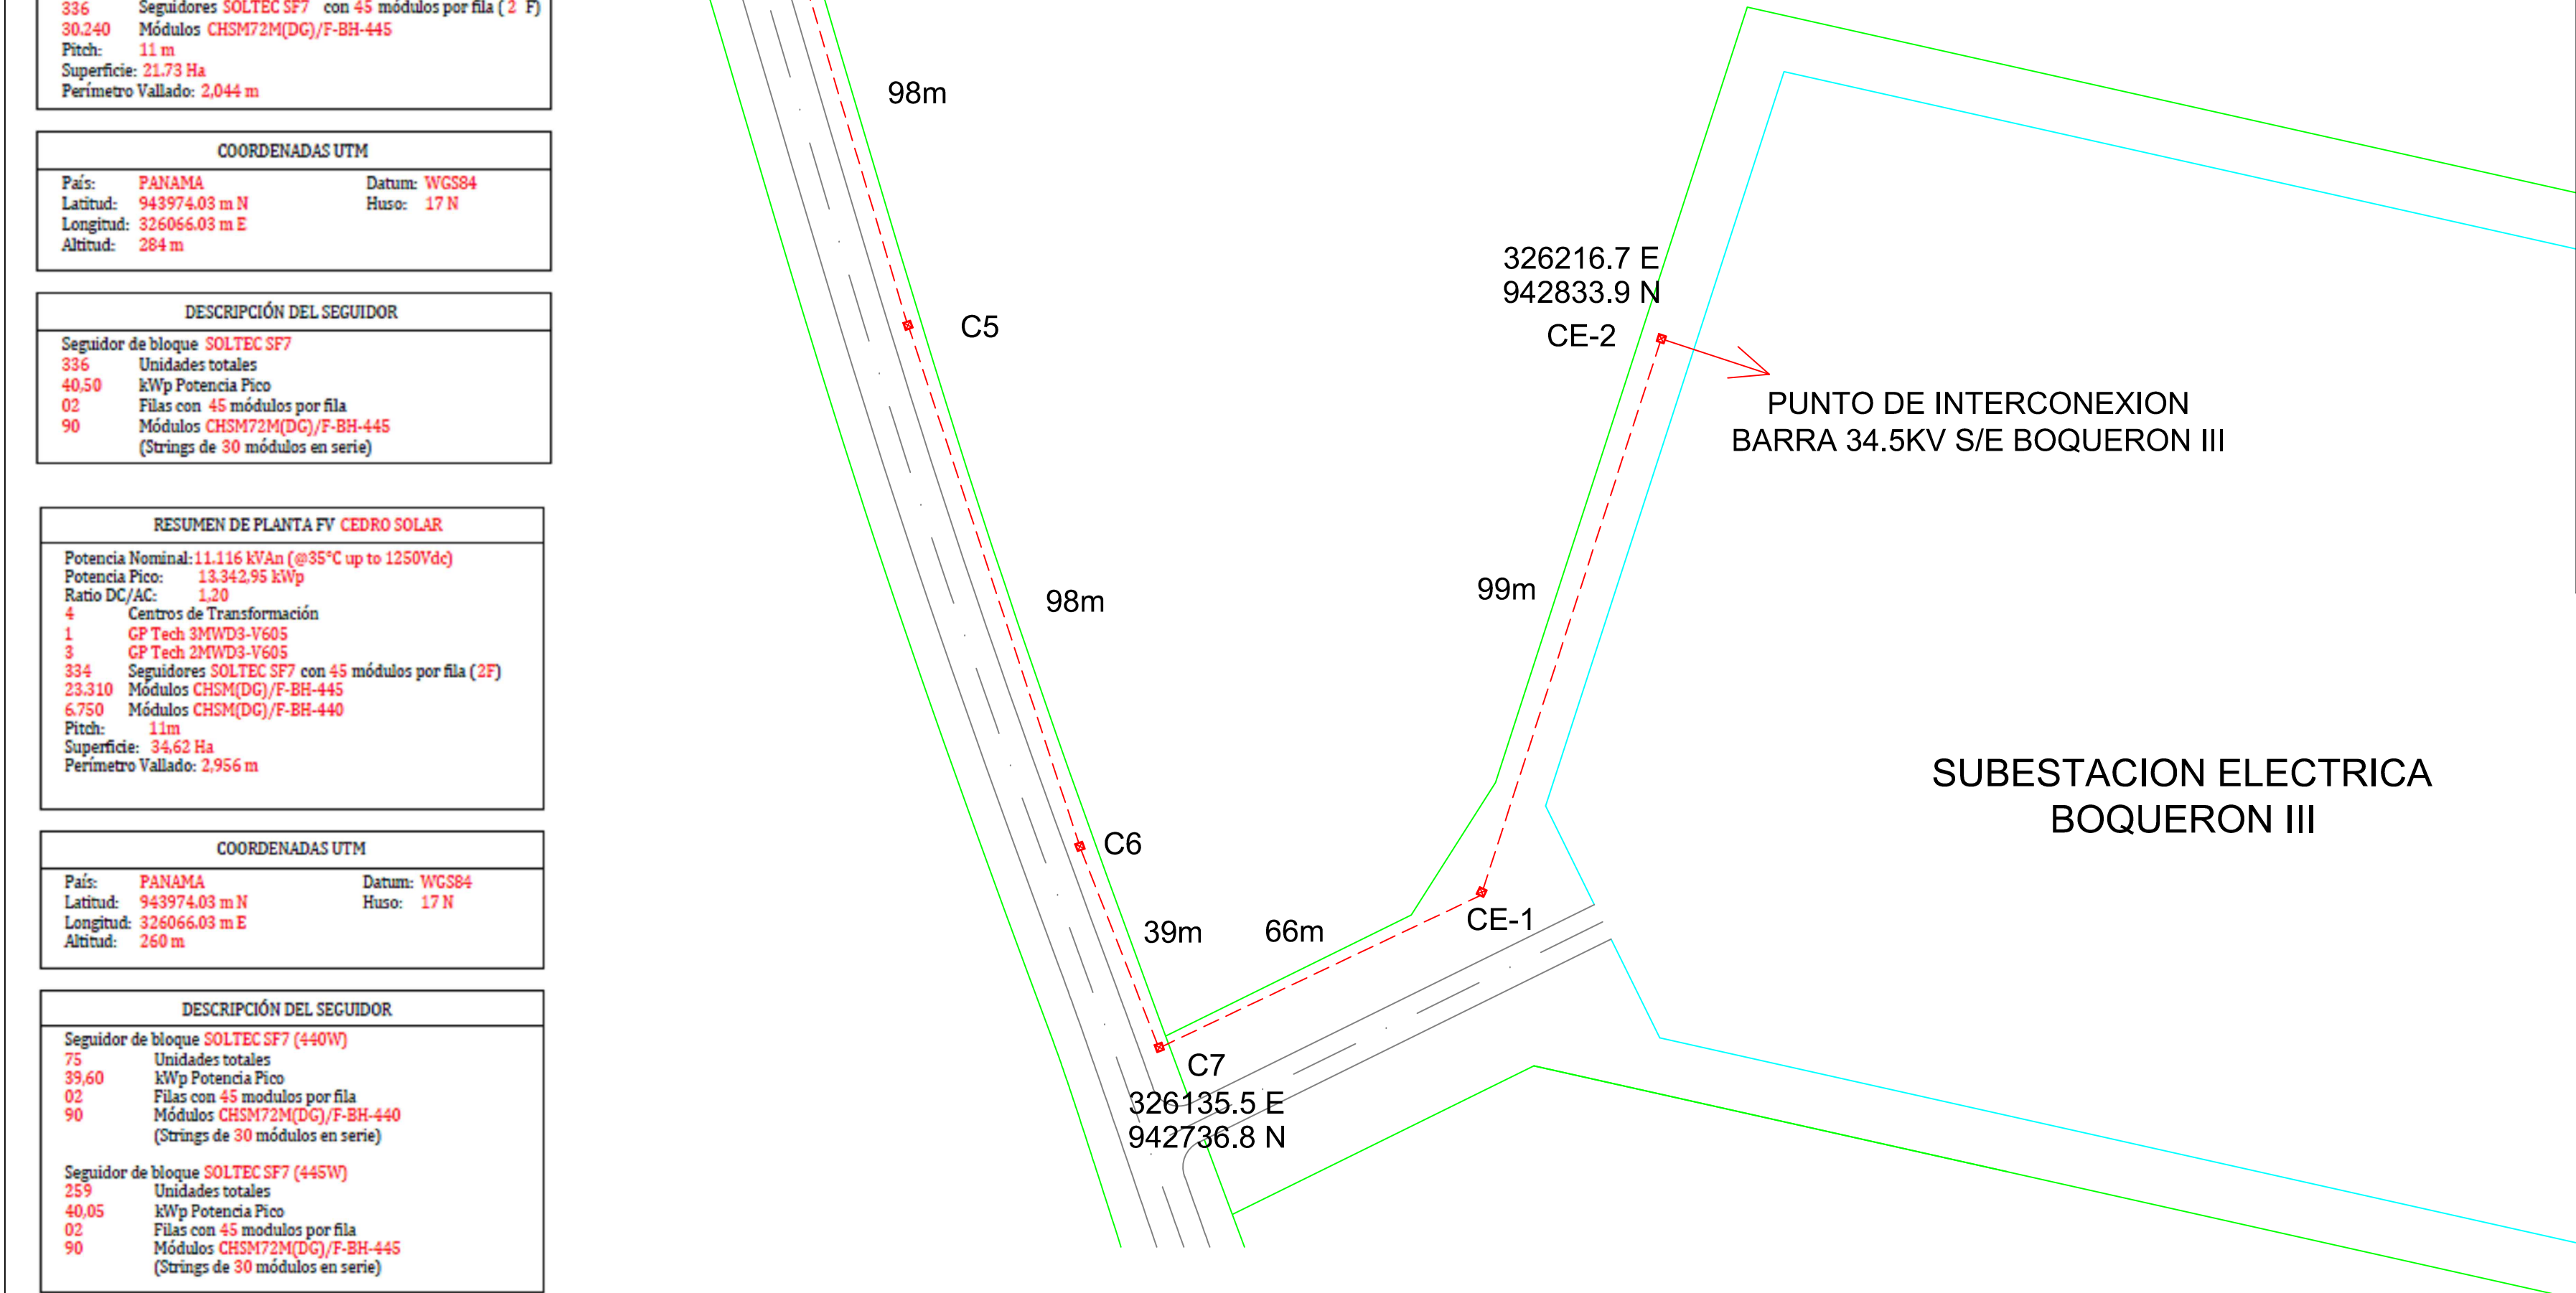 336 Seguidores SOLTEC SF7 con 45 módulos por fila ( 2 F)
30.240 Módulos CHSM72M(DG)/F-BH-445
Pitch: 11 m
Superficie: 21.73 Ha
Perímetro Vallado: 2,044 m
COORDENADAS UTM
País: PANAMA Datum: WGS84
Latitud: 943974.03 m N Huso: 17 N
Longitud: 326066.03 m E
Altitud: 284 m
DESCRIPCIÓN DEL SEGUIDOR
Seguidor de bloque SOLTEC SF7
336 Unidades totales
40,50 kWp Potencia Pico
02 Filas con 45 módulos por fila
90 Módulos CHSM72M(DG)/F-BH-445
(Strings de 30 módulos en serie)
RESUMEN DE PLANTA FV CEDRO SOLAR
Potencia Nominal: 11.116 kVAn (@35°C up to 1250Vdc)
Potencia Pico: 13.342,95 kWp
Ratio DC/AC: 1,20
4 Centros de Transformación
1 GP Tech 3MWD3-V605
3 GP Tech 2MWD3-V605
334 Seguidores SOLTEC SF7 con 45 módulos por fila (2F)
23.310 Módulos CHSM(DG)/F-BH-445
6.750 Módulos CHSM(DG)/F-BH-440
Pitch: 11m
Superficie: 34,62 Ha
Perímetro Vallado: 2,956 m
COORDENADAS UTM
País: PANAMA Datum: WGS84
Latitud: 943974.03 m N Huso: 17 N
Longitud: 326066.03 m E
Altitud: 260 m
DESCRIPCIÓN DEL SEGUIDOR
Seguidor de bloque SOLTEC SF7 (440W)
75 Unidades totales
39,60 kWp Potencia Pico
02 Filas con 45 modulos por fila
90 Módulos CHSM72M(DG)/F-BH-440
(Strings de 30 módulos en serie)
Seguidor de bloque SOLTEC SF7 (445W)
259 Unidades totales
40,05 kWp Potencia Pico
02 Filas con 45 modulos por fila
90 Módulos CHSM72M(DG)/F-BH-445
(Strings de 30 módulos en serie)
98m
C5
98m
C6
39m
66m
C7
326135.5 E
942736.8 N
326216.7 E
942833.9 N
CE-2
PUNTO DE INTERCONEXION
BARRA 34.5KV S/E BOQUERON III
99m
CE-1
SUBESTACION ELECTRICA
BOQUERON III